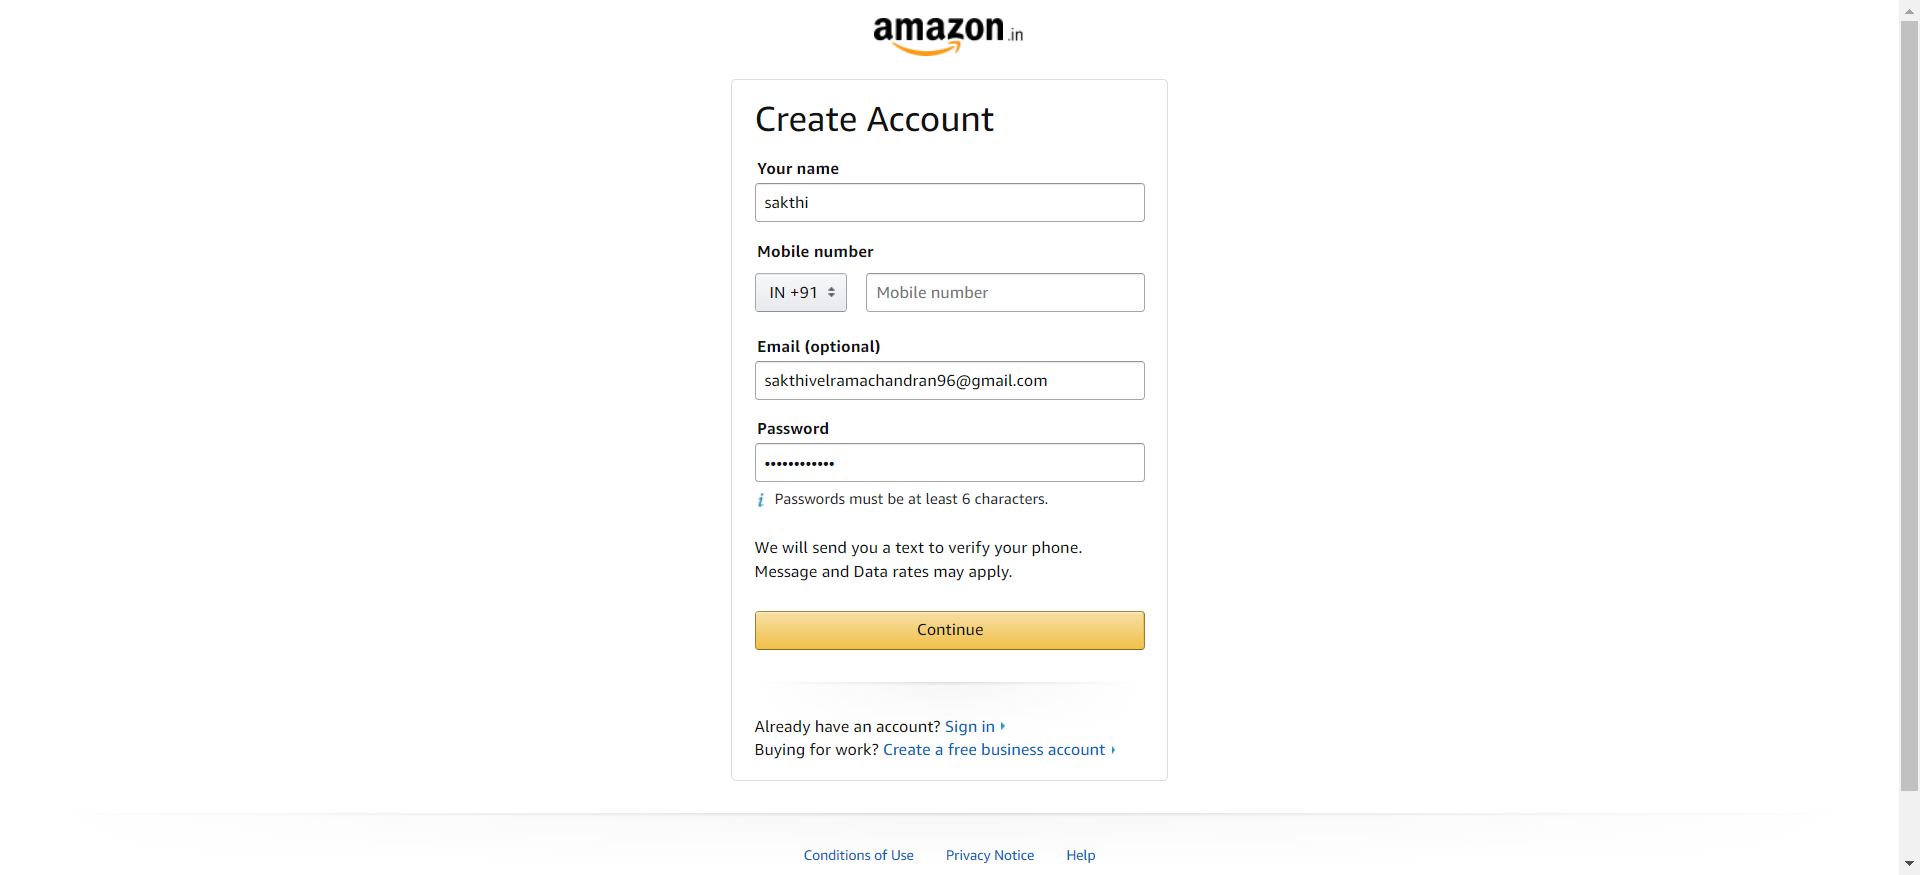 amazon.in
Create Account
Your name
sakthi
Mobile number
IN +91 Mobile number
Email (optional)
sakthivelramachandran96@gmail.com
Password
••••••••••••
i Passwords must be at least 6 characters.
We will send you a text to verify your phone.
Message and Data rates may apply.
Continue
Already have an account? Sign in
Buying for work? Create a free business account
Conditions of Use Privacy Notice Help